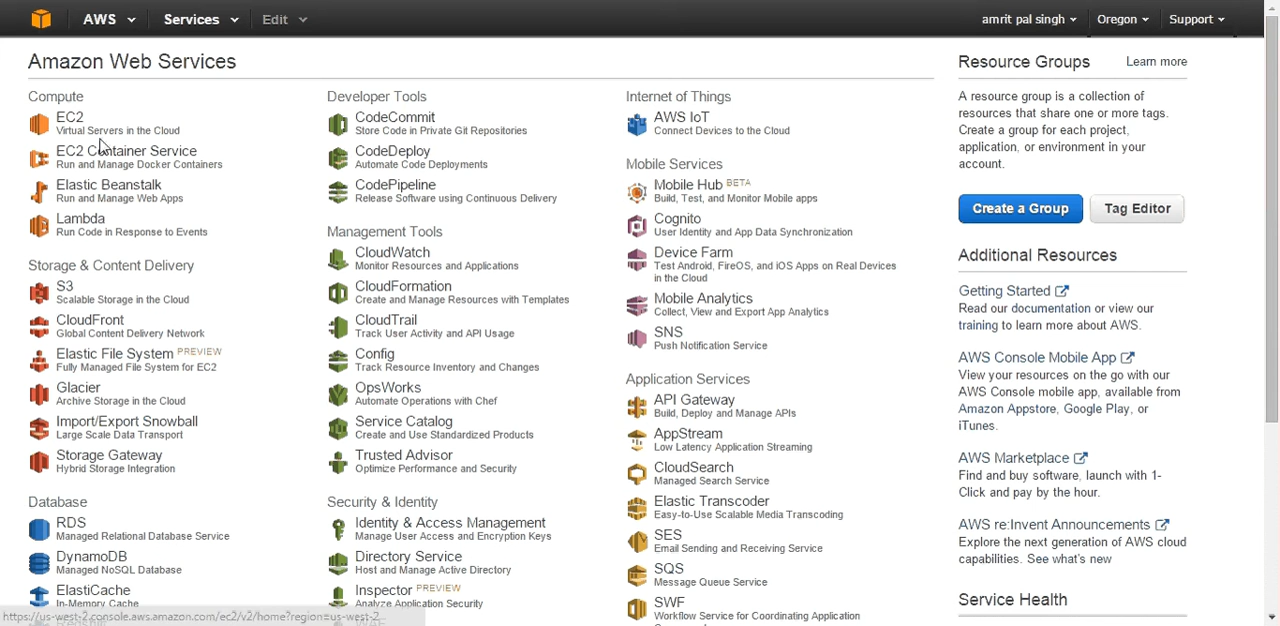 AWS Services Edit amrit pal singh Oregon Support
Amazon Web Services
Compute
EC2
Virtual Servers in the Cloud
EC2 Container Service
Run and Manage Docker Containers
Elastic Beanstalk
Run and Manage Web Apps
Lambda
Run Code in Response to Events
Storage & Content Delivery
S3
Scalable Storage in the Cloud
CloudFront
Global Content Delivery Network
Elastic File System PREVIEW
Fully Managed File System for EC2
Glacier
Archive Storage in the Cloud
Import/Export Snowball
Large Scale Data Transport
Storage Gateway
Hybrid Storage Integration
Database
RDS
Managed Relational Database Service
DynamoDB
Managed NoSQL Database
ElastiCache
In-Memory Cache
https://us-west-2.console.aws.amazon.com/ec2/v2/home?region=us-west-2
Developer Tools
CodeCommit
Store Code in Private Git Repositories
CodeDeploy
Automate Code Deployments
CodePipeline
Release Software using Continuous Delivery
Management Tools
CloudWatch
Monitor Resources and Applications
CloudFormation
Create and Manage Resources with Templates
CloudTrail
Track User Activity and API Usage
Config
Track Resource Inventory and Changes
OpsWorks
Automate Operations with Chef
Service Catalog
Create and Use Standardized Products
Trusted Advisor
Optimize Performance and Security
Security & Identity
Identity & Access Management
Manage User Access and Encryption Keys
Directory Service
Host and Manage Active Directory
Inspector PREVIEW
Analyze Application Security
Internet of Things
AWS IoT
Connect Devices to the Cloud
Mobile Services
Mobile Hub BETA
Build, Test, and Monitor Mobile apps
Cognito
User Identity and App Data Synchronization
Device Farm
Test Android, FireOS, and iOS Apps on Real Devices
in the Cloud
Mobile Analytics
Collect, View and Export App Analytics
SNS
Push Notification Service
Application Services
API Gateway
Build, Deploy and Manage APIs
AppStream
Low Latency Application Streaming
CloudSearch
Managed Search Service
Elastic Transcoder
Easy-to-Use Scalable Media Transcoding
SES
Email Sending and Receiving Service
SQS
Message Queue Service
SWF
Workflow Service for Coordinating Application
Resource Groups Learn more
A resource group is a collection of
resources that share one or more tags.
Create a group for each project,
application, or environment in your
account.
Create a Group Tag Editor
Additional Resources
Getting Started
Read our documentation or view our
training to learn more about AWS.
AWS Console Mobile App
View your resources on the go with our
AWS Console mobile app, available from
Amazon Appstore, Google Play, or
iTunes.
AWS Marketplace
Find and buy software, launch with 1-
Click and pay by the hour.
AWS re:Invent Announcements
Explore the next generation of AWS cloud
capabilities. See what's new
Service Health